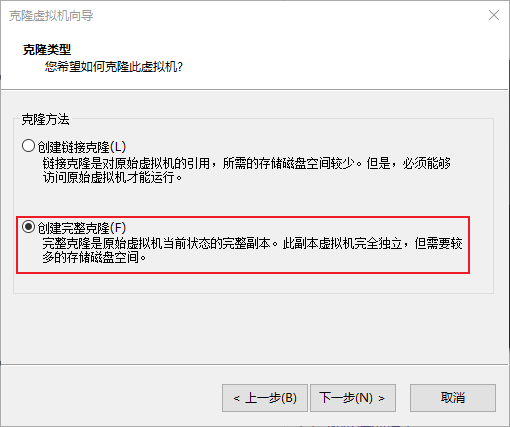 克隆虚拟机向导
克隆类型
您希望如何克隆此虚拟机?
克隆方法
创建链接克隆(L)
链接克隆是对原始虚拟机的引用，所需的存储磁盘空间较少。但是，必须能够
访问原始虚拟机才能运行。
创建完整克隆(F)
完整克隆是原始虚拟机当前状态的完整副本。此副本虚拟机完全独立，但需要较
多的存储磁盘空间。
< 上一步(B)
下一步(N) >
取消